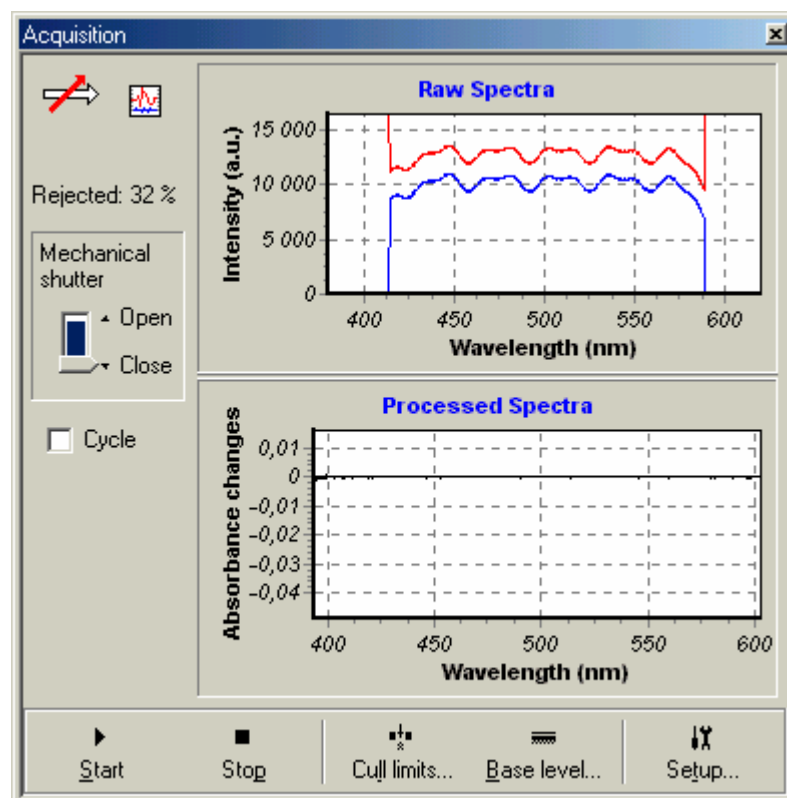 Acquisition
Rejected: 32 %
Mechanical
shutter
Open
Close
Cycle
Raw Spectra
Intensity (a.u.)
15 000
10 000
5 000
0
400 450 500 550 600
Wavelength (nm)
Processed Spectra
Absorbance changes
0,01
0
-0,01
-0,02
-0,03
-0,04
400 450 500 550 600
Wavelength (nm)
Start Stop Cull limits... Base level... Setup...